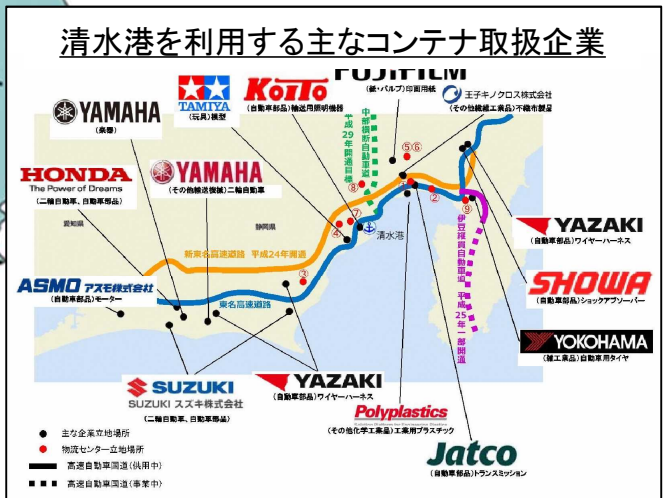 清水港を利用する主なコンテナ取扱企業
FUJIFILM
(紙・パルプ)印画用紙
TAMIYA
(玩具)模型
KOITO
(自動車部品)輸送用照明機器
王子キノクロス株式会社
(その他繊維工業品)不織布製品
YAMAHA
(楽器)
中部横断自動車道
平成29年開通目標
HONDA
The Power of Dreams
(二輪自動車、自動車部品)
YAMAHA
(その他輸送機械)二輪自動車
⑤⑥
⑧
①
②
⑨
⑦
④
③
愛知県
静岡県
清水港
新東名高速道路 平成24年開通
東名高速道路
伊豆縦貫自動車道 平成25年一部開通
YAZAKI
(自動車部品)ワイヤーハーネス
ASMO アスモ株式会社
(自動車部品)モーター
SHOWA
(自動車部品)ショックアブソーバー
YOKOHAMA
(雑工業品)自動車用タイヤ
SUZUKI
SUZUKI スズキ株式会社
(二輪自動車、自動車部品)
YAZAKI
(自動車部品)ワイヤーハーネス
Polyplastics
(その他化学工業品)工業用プラスチック
Jatco
(自動車部品)トランスミッション
主な企業立地場所
物流センター立地場所
高速自動車国道(供用中)
高速自動車国道(事業中)